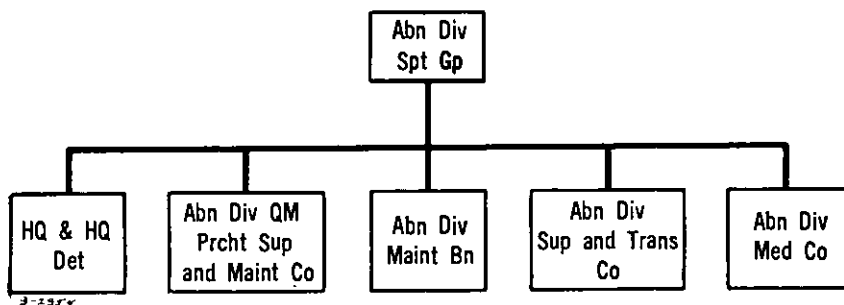 Abn Div
Spt Gp
HQ & HQ
Det
Abn Div QM
Prcht Sup
and Maint Co
Abn Div
Maint Bn
Abn Div
Sup and Trans
Co
Abn Div
Med Co